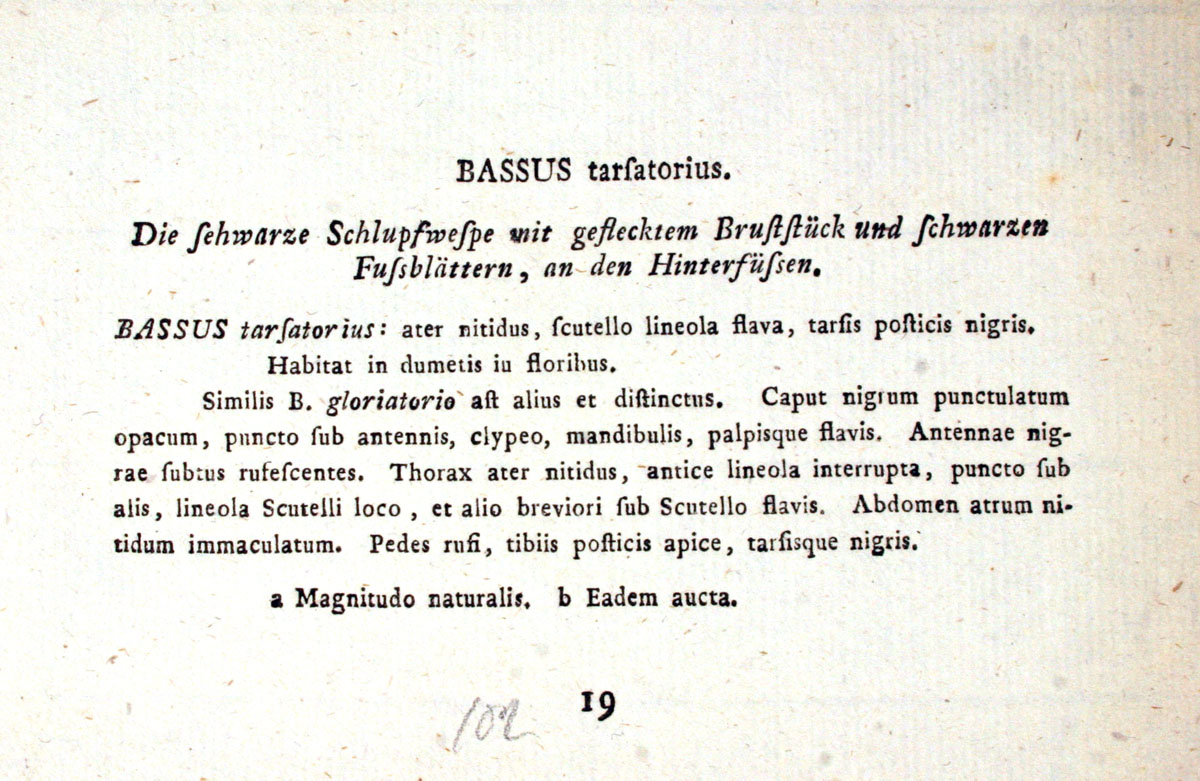 BASSUS tarſatorius.
Die ſehwarze Schlupfweſpe mit geflecktem Bruſtſtück und ſchwarzen
Fuſsblättern, an den Hinterfüſsen.
BASSUS tarſatorius: ater nitidus, ſcutello lineola flava, tarſis poſticis nigris.
Habitat in dumetis iu floribus.
Similis B. gloriatorio aſt alius et diſtinctus. Caput nigrum punctulatum
opacum, puncto ſub antennis, clypeo, mandibulis, palpisque flavis. Antennae nig-
rae ſubtus rufeſcentes. Thorax ater nitidus, antice lineola interrupta, puncto ſub
alis, lineola Scutelli loco, et alio breviori ſub Scutello flavis. Abdomen atrum ni-
tidum immaculatum. Pedes rufi, tibiis poſticis apice, tarſisque nigris.
a Magnitudo naturalis. b Eadem aucta.
19
102